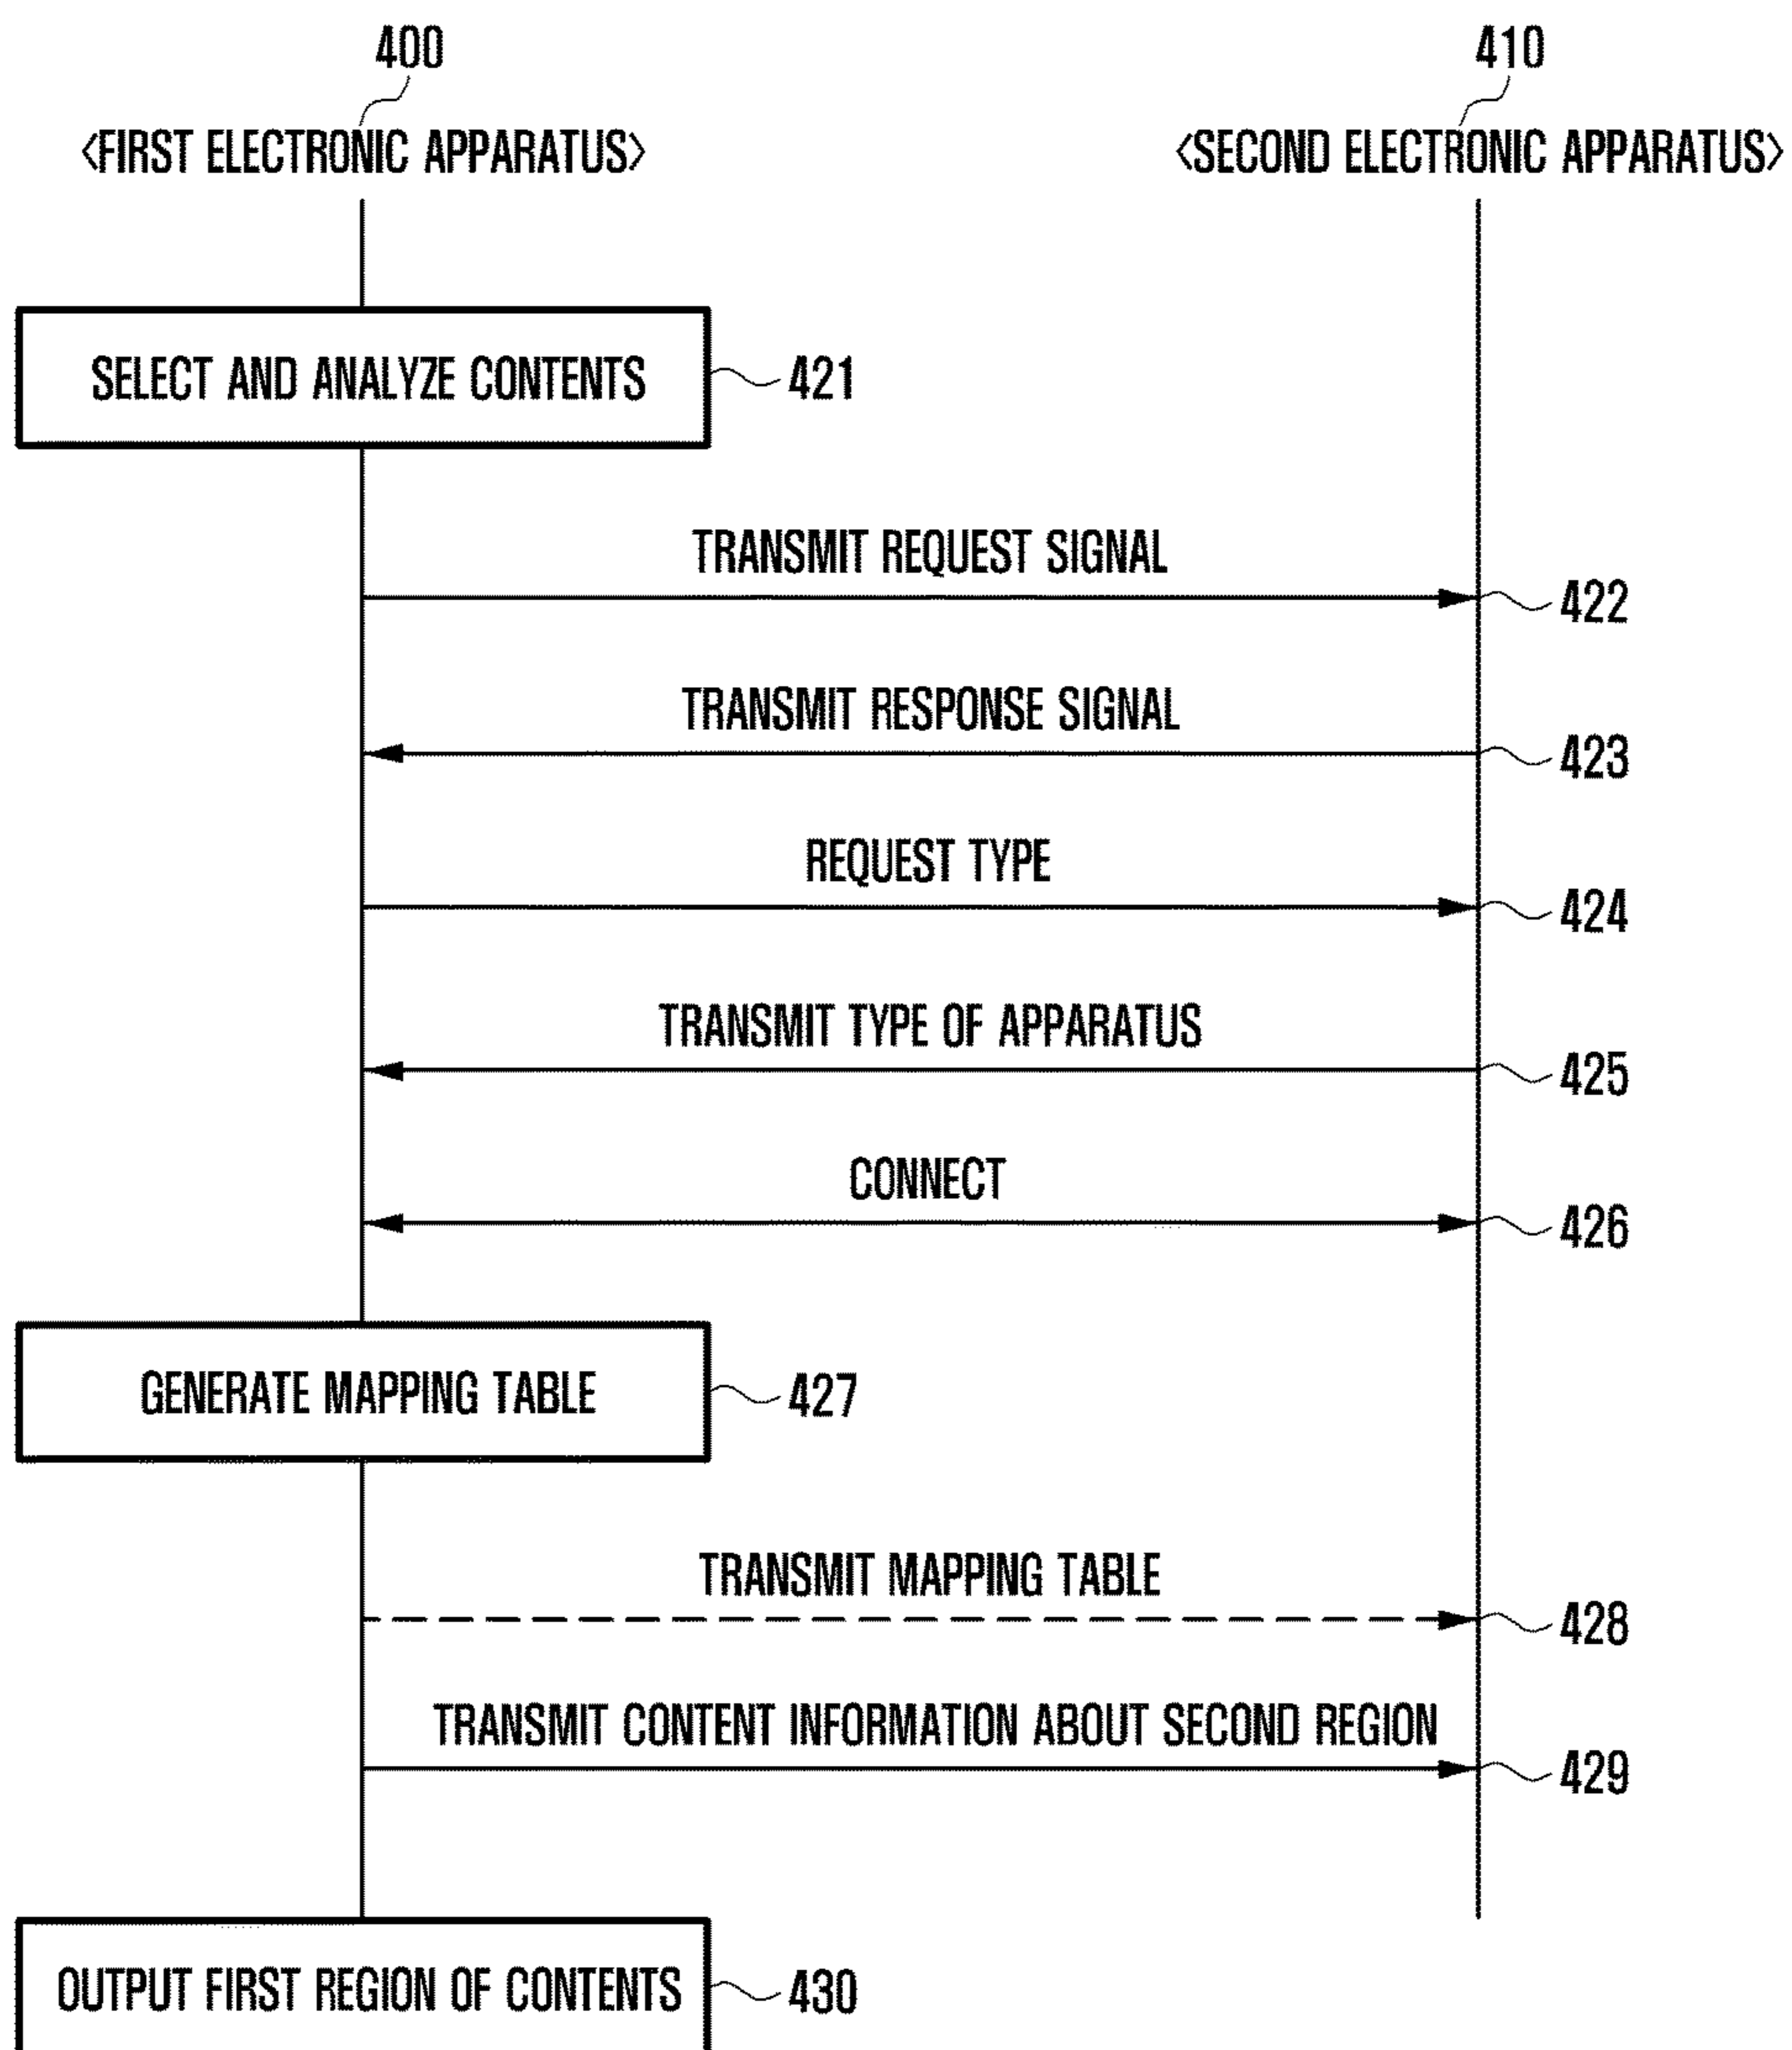 400
410
<FIRST ELECTRONIC APPARATUS>
<SECOND ELECTRONIC APPARATUS>
SELECT AND ANALYZE CONTENTS
421
TRANSMIT REQUEST SIGNAL
422
TRANSMIT RESPONSE SIGNAL
423
REQUEST TYPE
424
TRANSMIT TYPE OF APPARATUS
425
CONNECT
426
GENERATE MAPPING TABLE
427
TRANSMIT MAPPING TABLE
428
TRANSMIT CONTENT INFORMATION ABOUT SECOND REGION
429
OUTPUT FIRST REGION OF CONTENTS
430